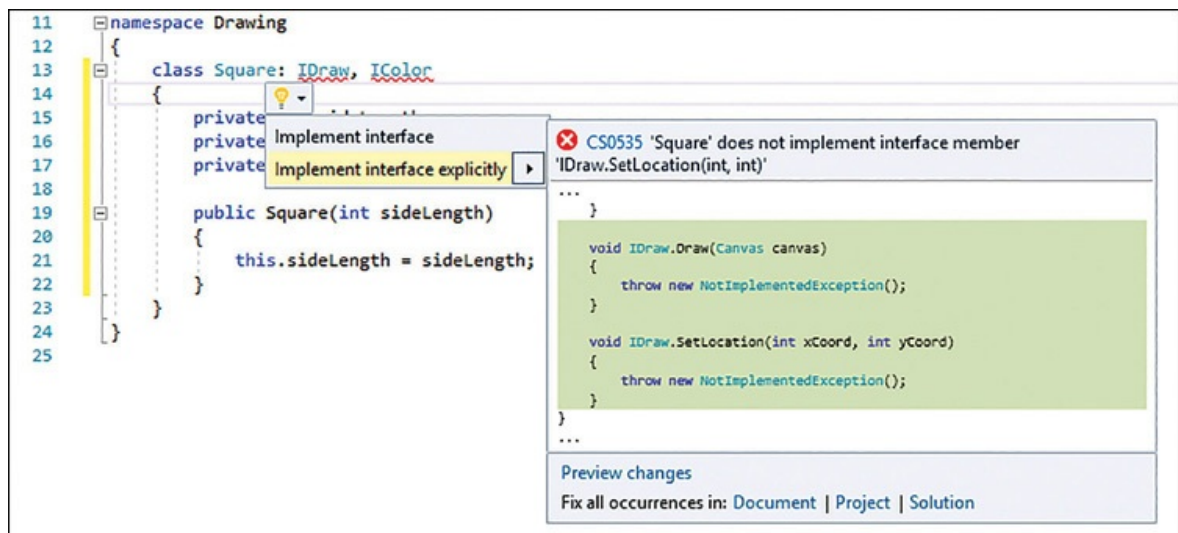 11 namespace Drawing
12 {
13 class Square: IDraw, IColor
14 {
15 private
16 private
17 private
18
19 public Square(int sideLength)
20 {
21 this.sideLength = sideLength;
22 }
23 }
24 }
25
Implement interface
Implement interface explicitly
CS0535 'Square' does not implement interface member
'IDraw.SetLocation(int, int)'
...
}
void IDraw.Draw(Canvas canvas)
{
throw new NotImplementedException();
}
void IDraw.SetLocation(int xCoord, int yCoord)
{
throw new NotImplementedException();
}
}
...
Preview changes
Fix all occurrences in: Document | Project | Solution